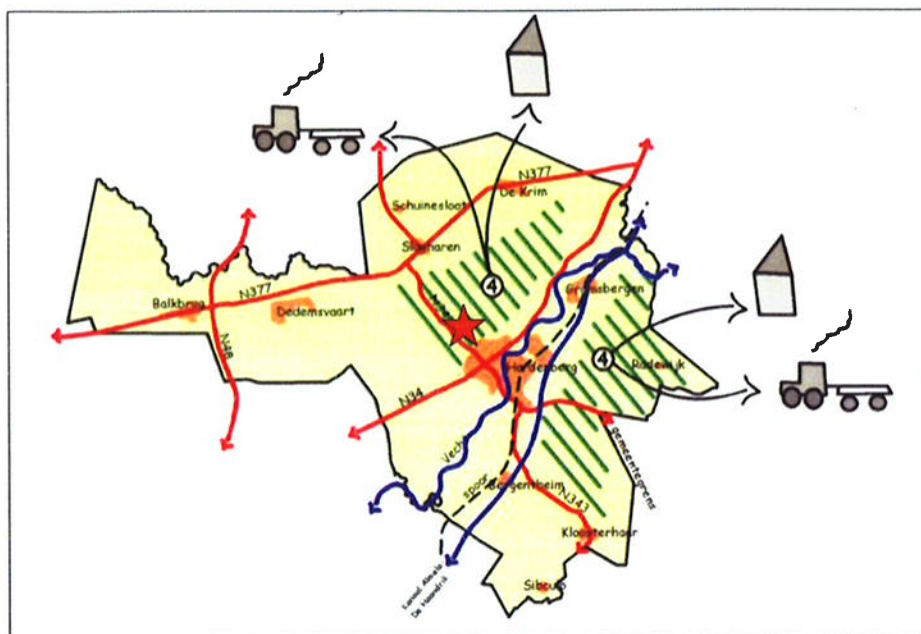 N377
De Krim
Schuinesloot
Slagharen
4
Gramsbergen
N377
Balkbrug
Dedemsvaart
4
Radewijk
Hardenberg
N48
N34
Vecht
gemeentegrens
spoor
Bergentheim
N343
Kloosterhaar
Kanaal Almelo
De Haandrik
Sibculo